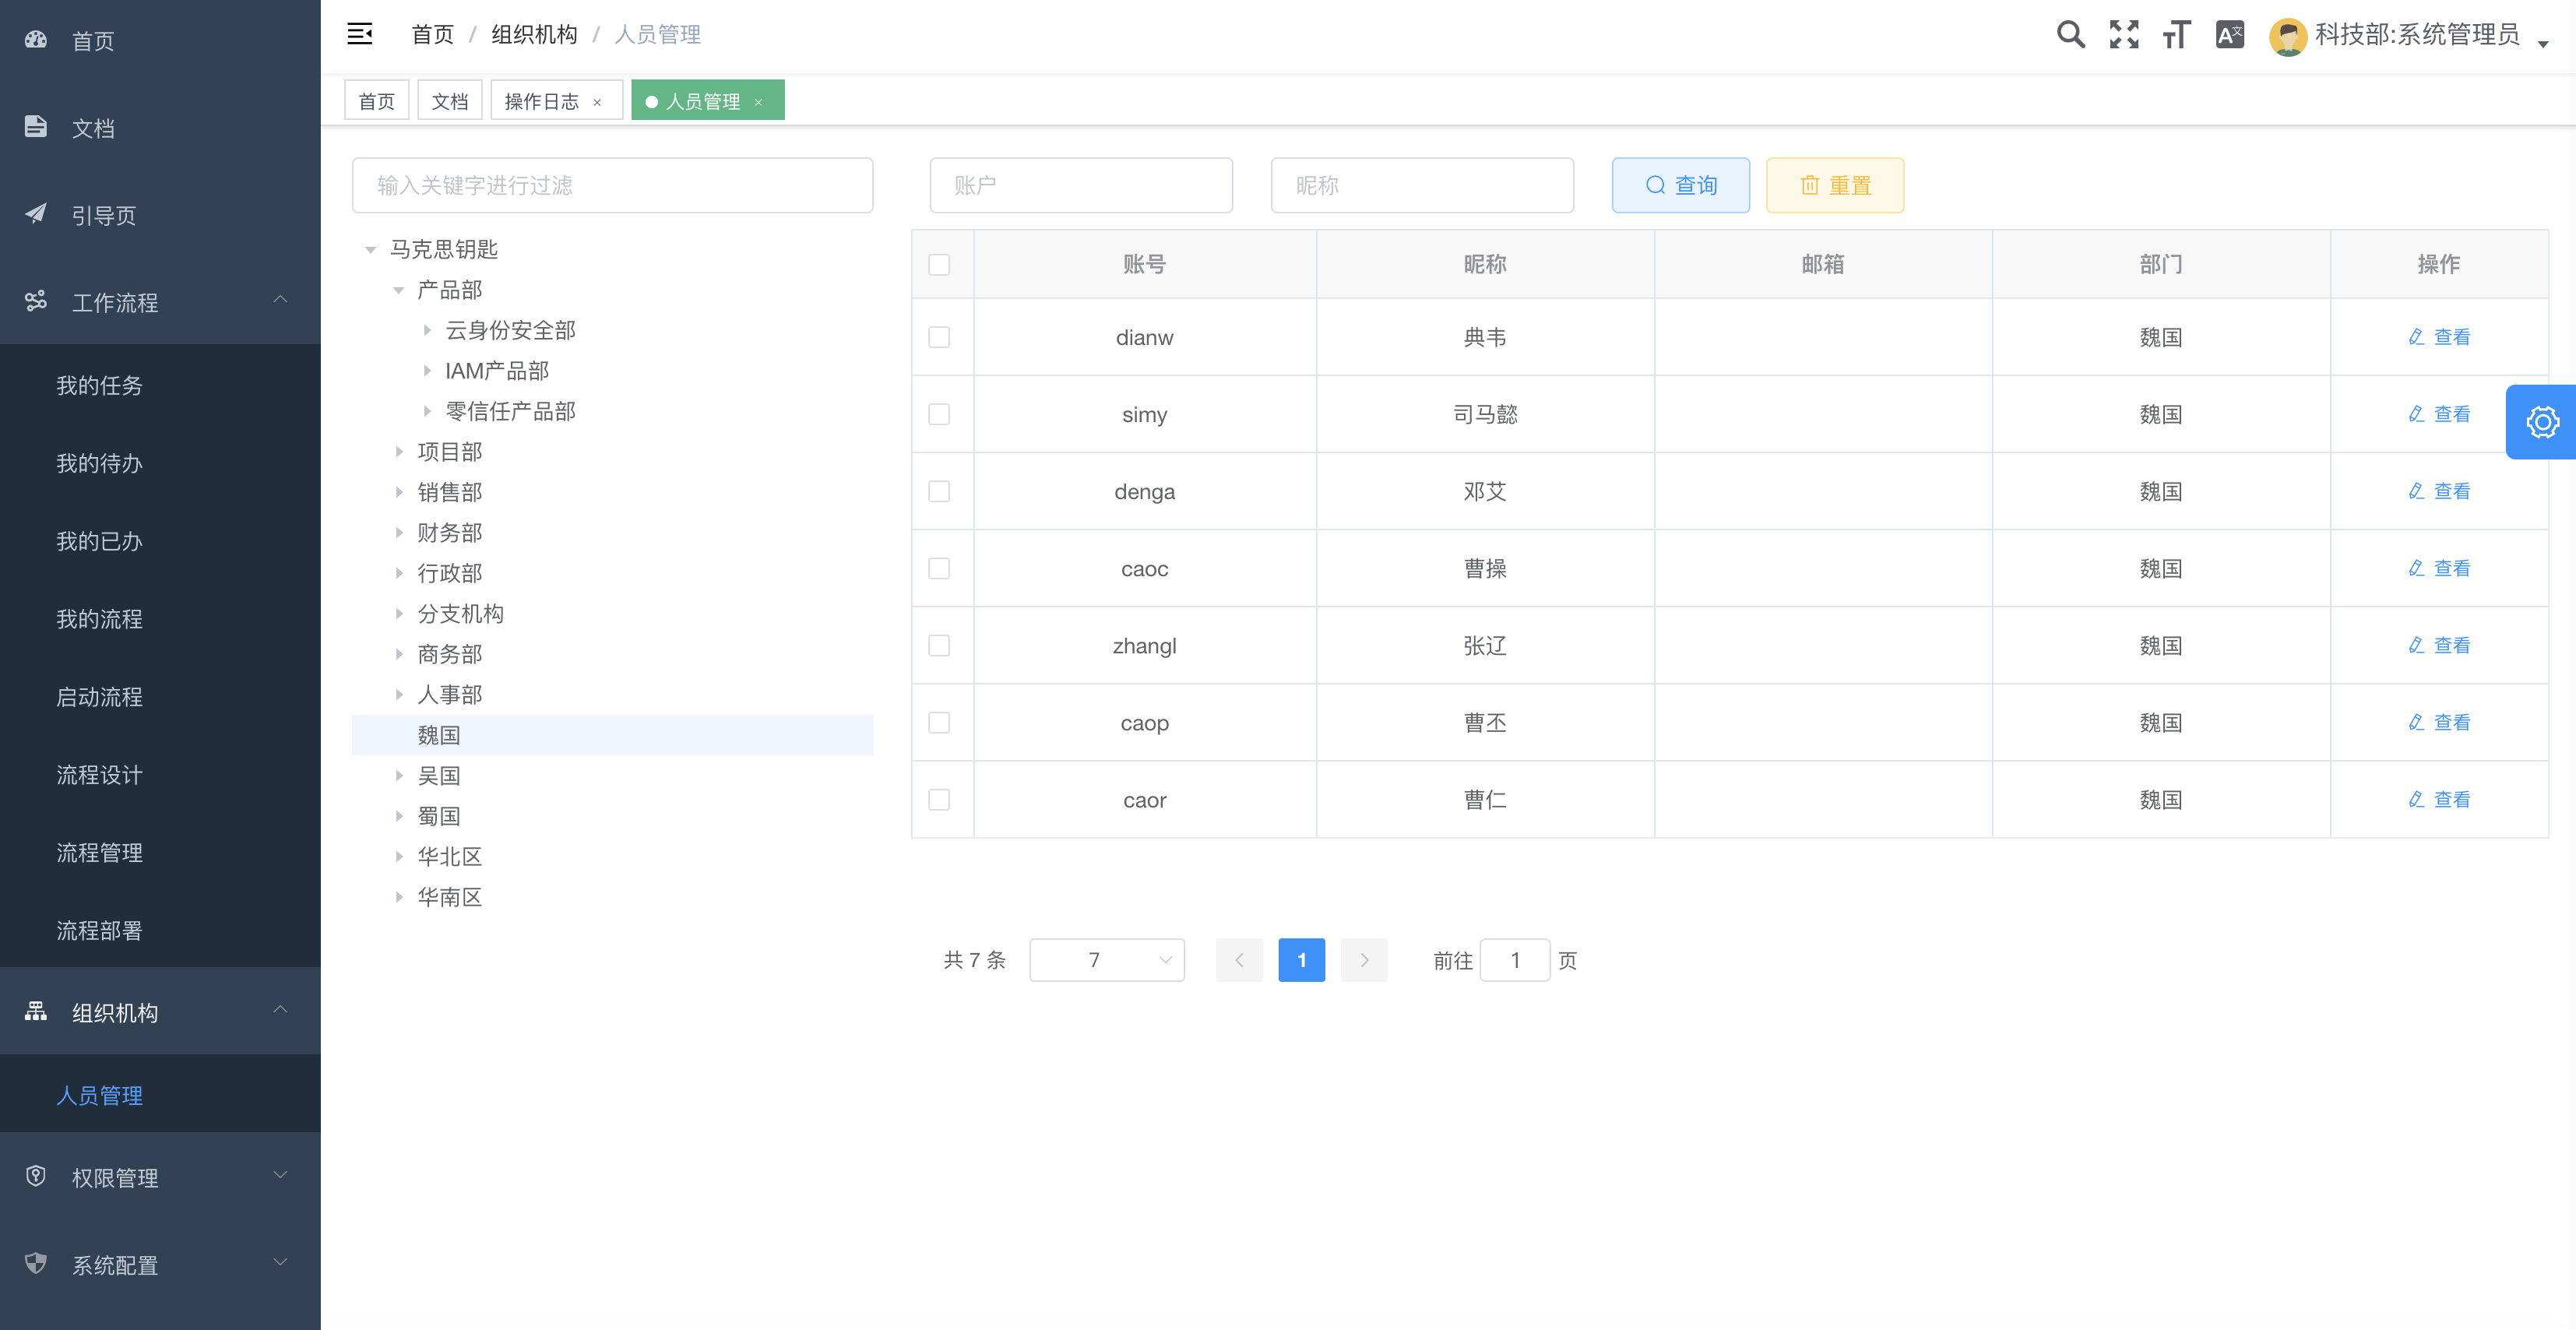 首页
文档
引导页
工作流程
我的任务
我的待办
我的已办
我的流程
启动流程
流程设计
流程管理
流程部署
组织机构
人员管理
权限管理
系统配置
首页 / 组织机构 / 人员管理
科技部:系统管理员
首页 文档 操作日志 × 人员管理 ×
输入关键字进行过滤
马克思钥匙
产品部
云身份安全部
IAM产品部
零信任产品部
项目部
销售部
财务部
行政部
分支机构
商务部
人事部
魏国
吴国
蜀国
华北区
华南区
账户 昵称 查询 重置
账号 昵称 邮箱 部门 操作
dianw 典韦 魏国 查看
simy 司马懿 魏国 查看
denga 邓艾 魏国 查看
caoc 曹操 魏国 查看
zhangl 张辽 魏国 查看
caop 曹丕 魏国 查看
caor 曹仁 魏国 查看
共 7 条 7 1 前往 1 页